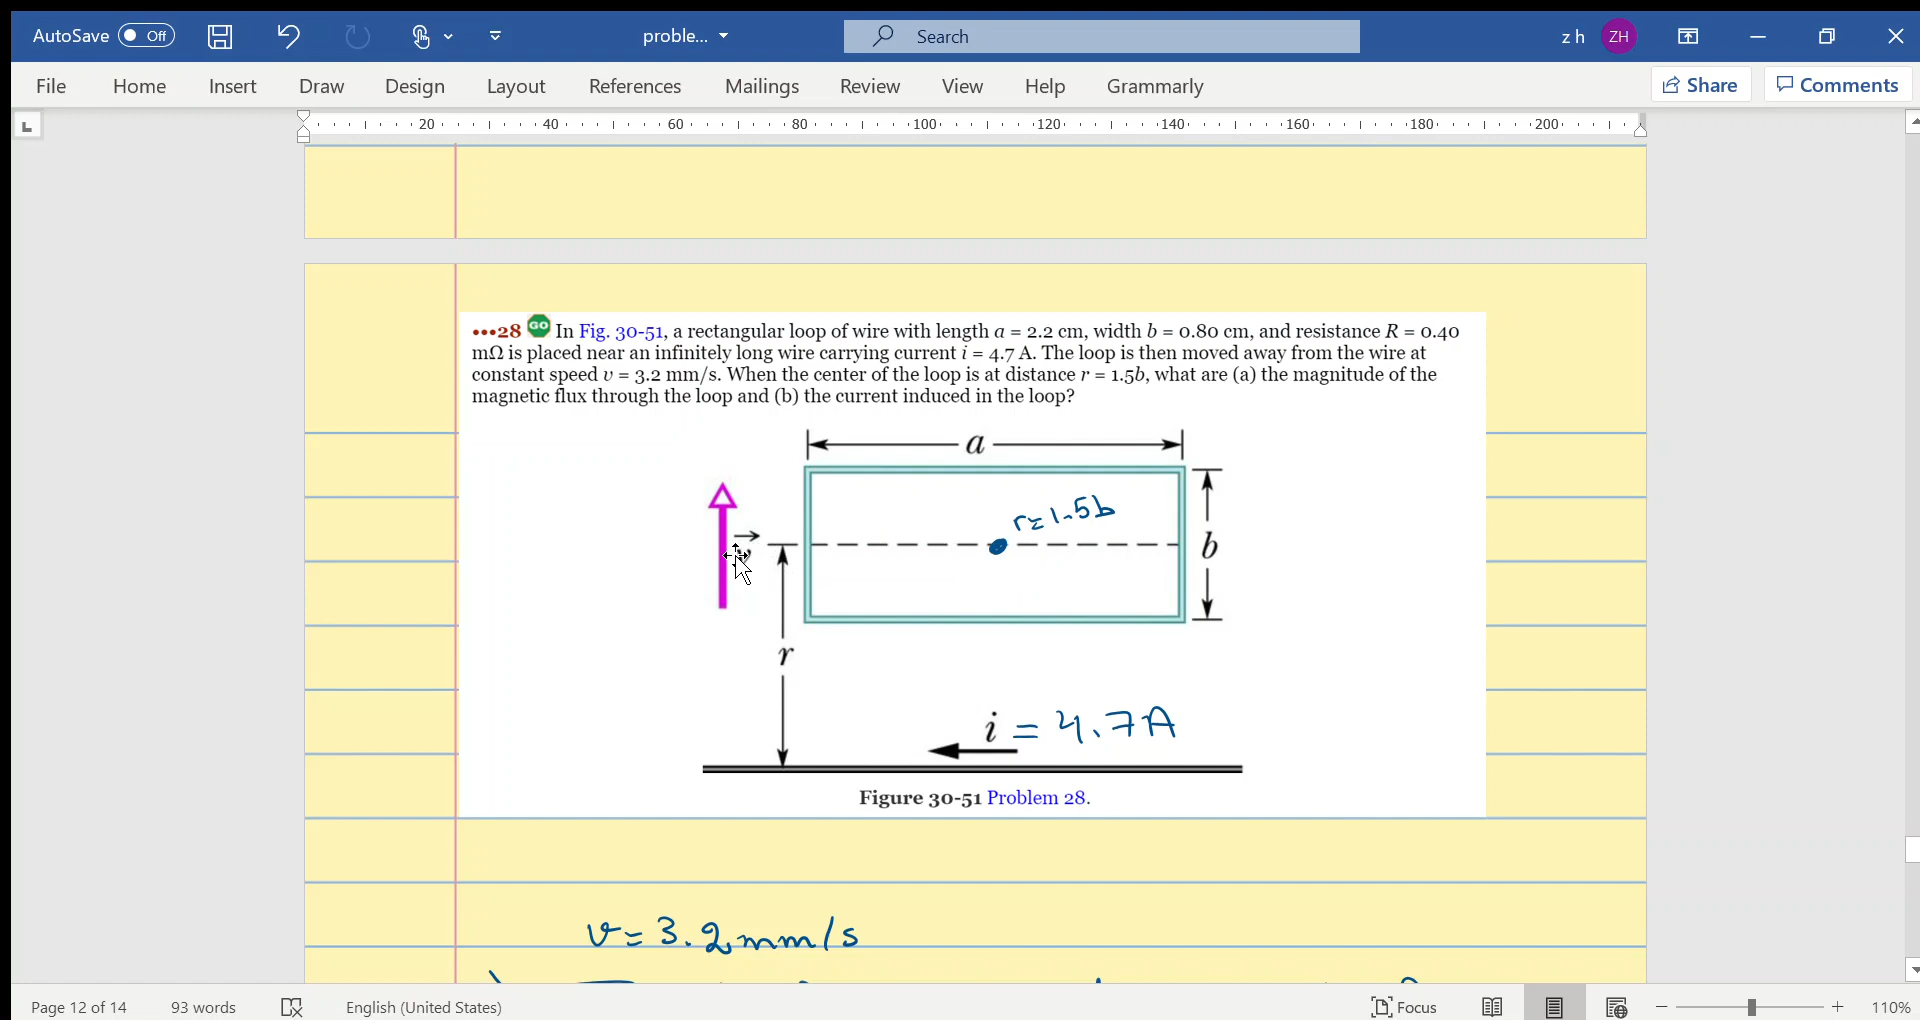 AutoSave Off proble... Search z h ZH
File Home Insert Draw Design Layout References Mailings Review View Help Grammarly Share Comments
20 40 60 80 100 120 140 160 180 200
•••28 GO In Fig. 30-51, a rectangular loop of wire with length a = 2.2 cm, width b = 0.80 cm, and resistance R = 0.40
mΩ is placed near an infinitely long wire carrying current i = 4.7 A. The loop is then moved away from the wire at
constant speed v = 3.2 mm/s. When the center of the loop is at distance r = 1.5b, what are (a) the magnitude of the
magnetic flux through the loop and (b) the current induced in the loop?
a
r=1.5b
b
r
i = 4.7A
Figure 30-51 Problem 28.
v = 3.2 mm/s
Page 12 of 14 93 words English (United States) Focus 110%